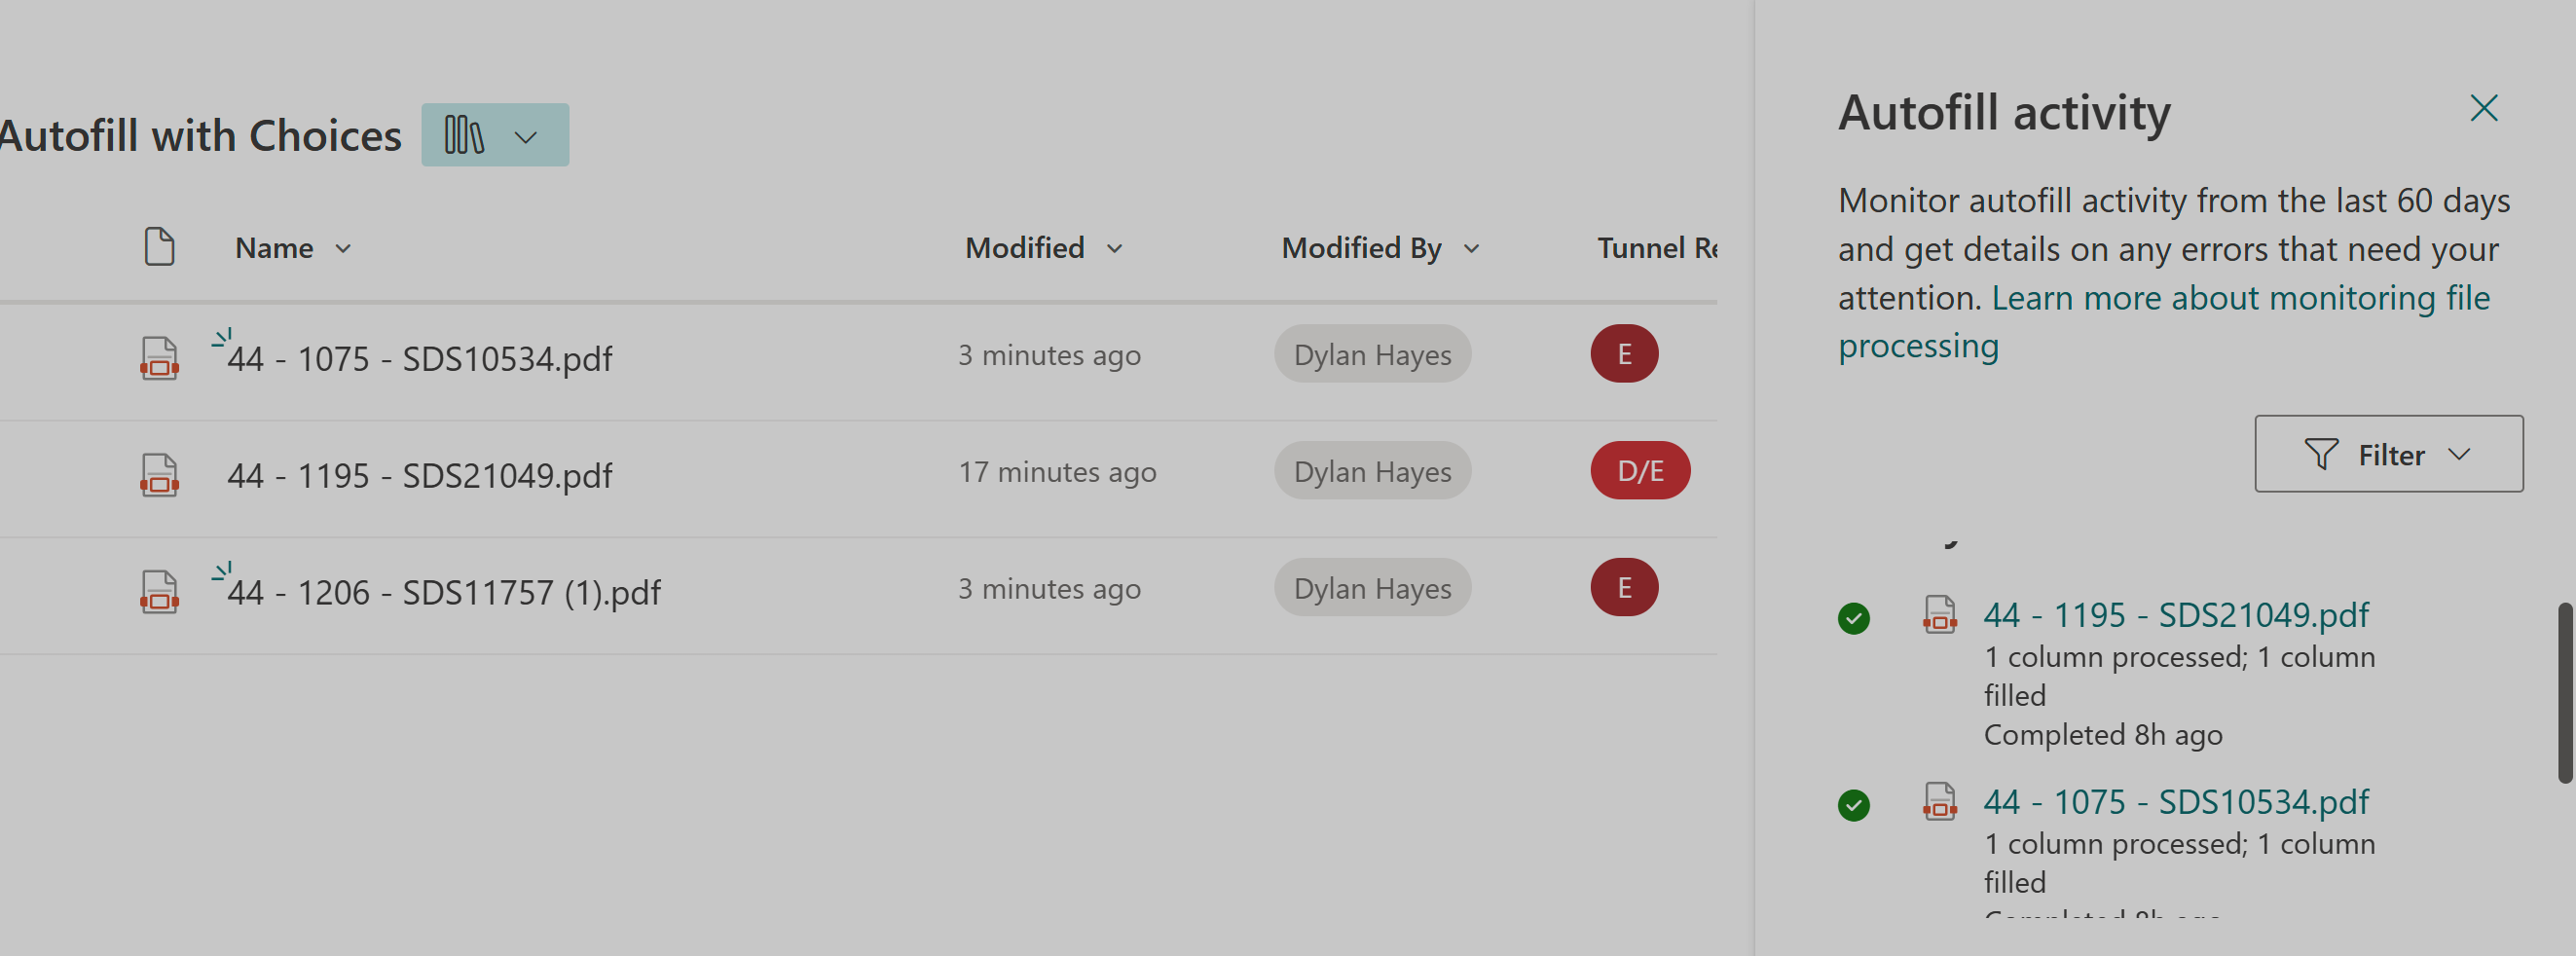 Autofill with Choices
Name
Modified
Modified By
Tunnel Re
44 - 1075 - SDS10534.pdf
3 minutes ago
Dylan Hayes
E
44 - 1195 - SDS21049.pdf
17 minutes ago
Dylan Hayes
D/E
44 - 1206 - SDS11757 (1).pdf
3 minutes ago
Dylan Hayes
E
Autofill activity
Monitor autofill activity from the last 60 days
and get details on any errors that need your
attention. Learn more about monitoring file
processing
Filter
44 - 1195 - SDS21049.pdf
1 column processed; 1 column
filled
Completed 8h ago
44 - 1075 - SDS10534.pdf
1 column processed; 1 column
filled
Completed 8h ago